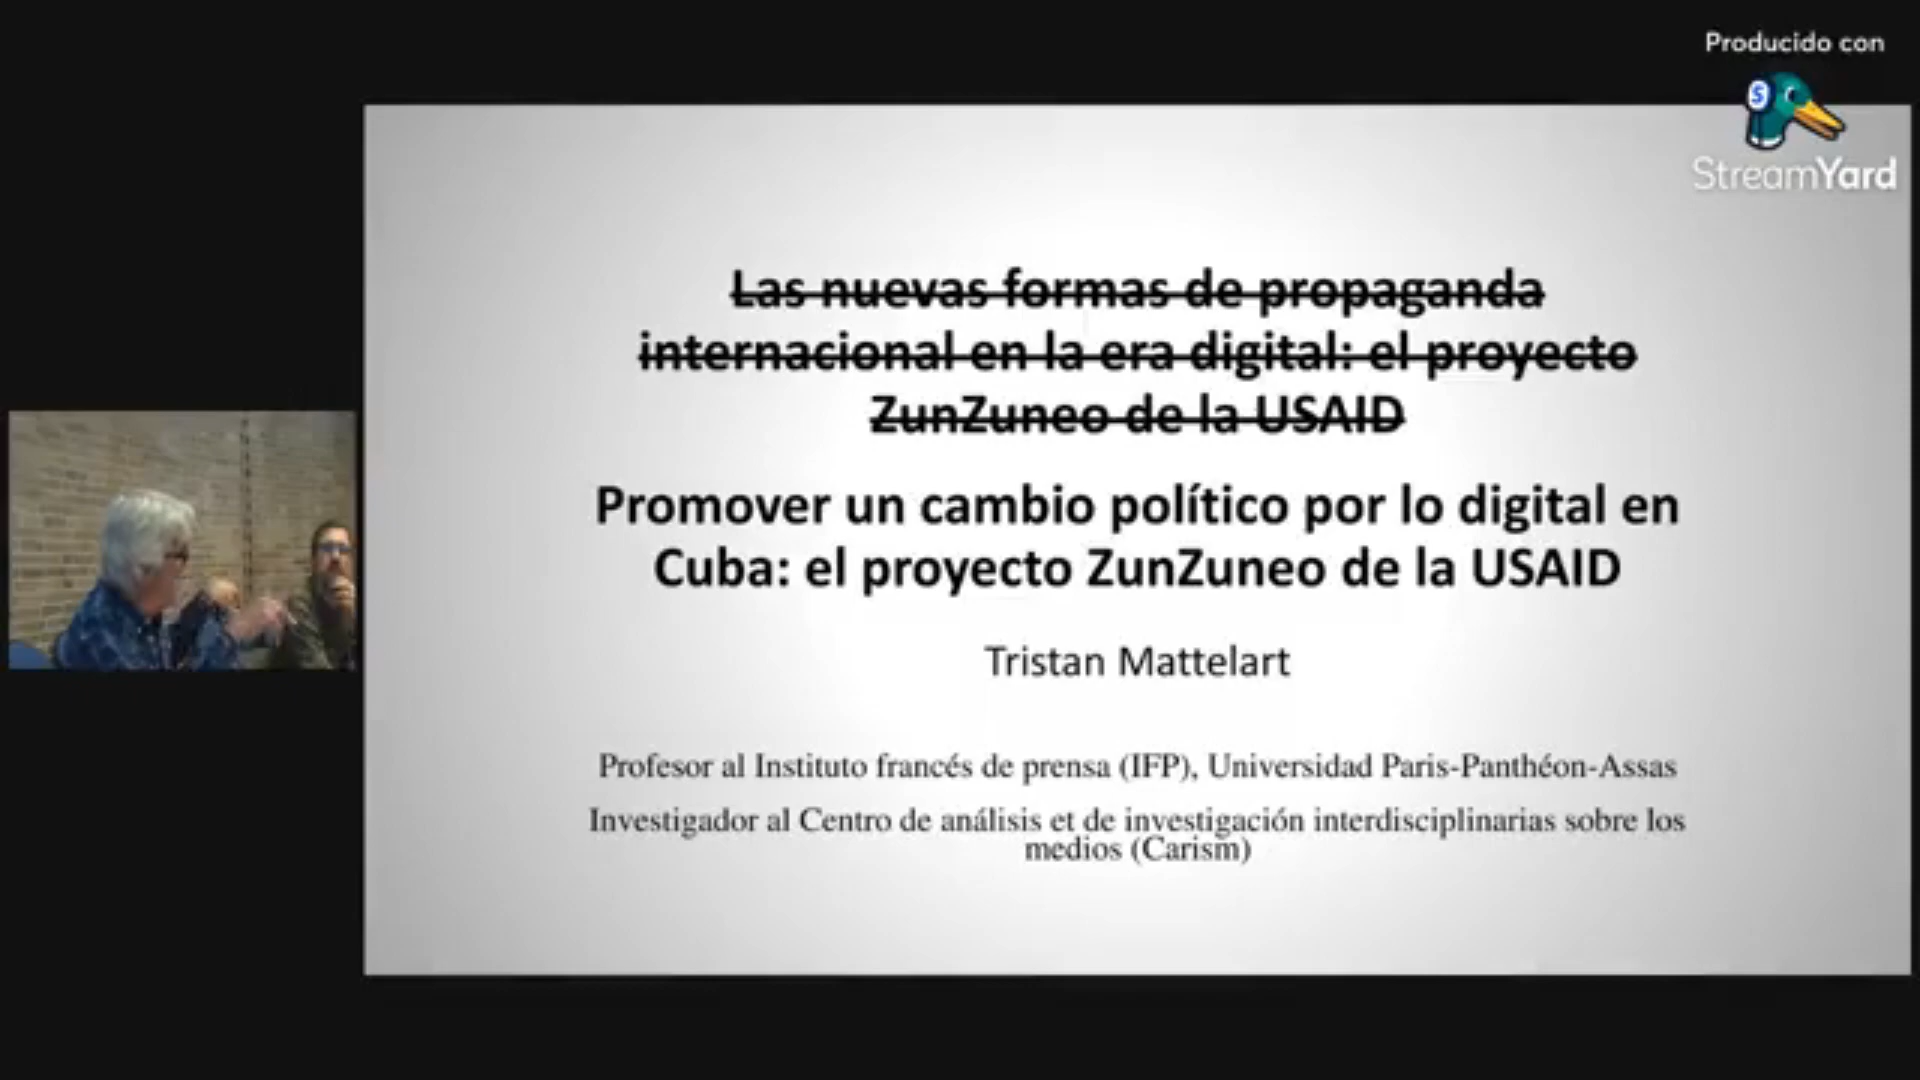 Producido con
StreamYard
Las nuevas formas de propaganda
internacional en la era digital: el proyecto
ZunZuneo de la USAID
Promover un cambio político por lo digital en
Cuba: el proyecto ZunZuneo de la USAID
Tristan Mattelart
Profesor al Instituto francés de prensa (IFP), Universidad Paris-Panthéon-Assas
Investigador al Centro de análisis et de investigación interdisciplinarias sobre los
medios (Carism)